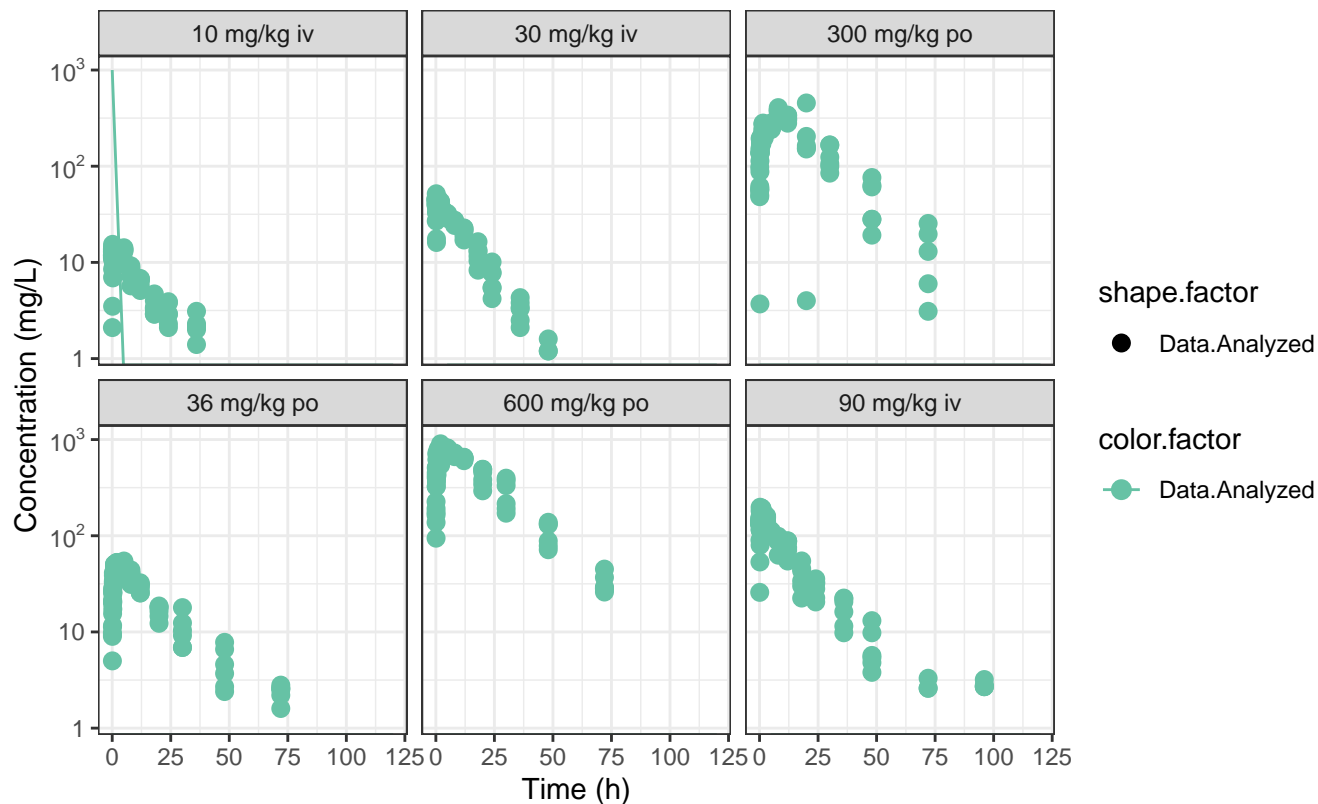 10 mg/kg iv
30 mg/kg iv
300 mg/kg po
10³
10²
10
1
36 mg/kg po
600 mg/kg po
90 mg/kg iv
10³
10²
10
1
0 25 50 75 100 125
0 25 50 75 100 125
0 25 50 75 100 125
Time (h)
Concentration (mg/L)
shape.factor
Data.Analyzed
color.factor
Data.Analyzed